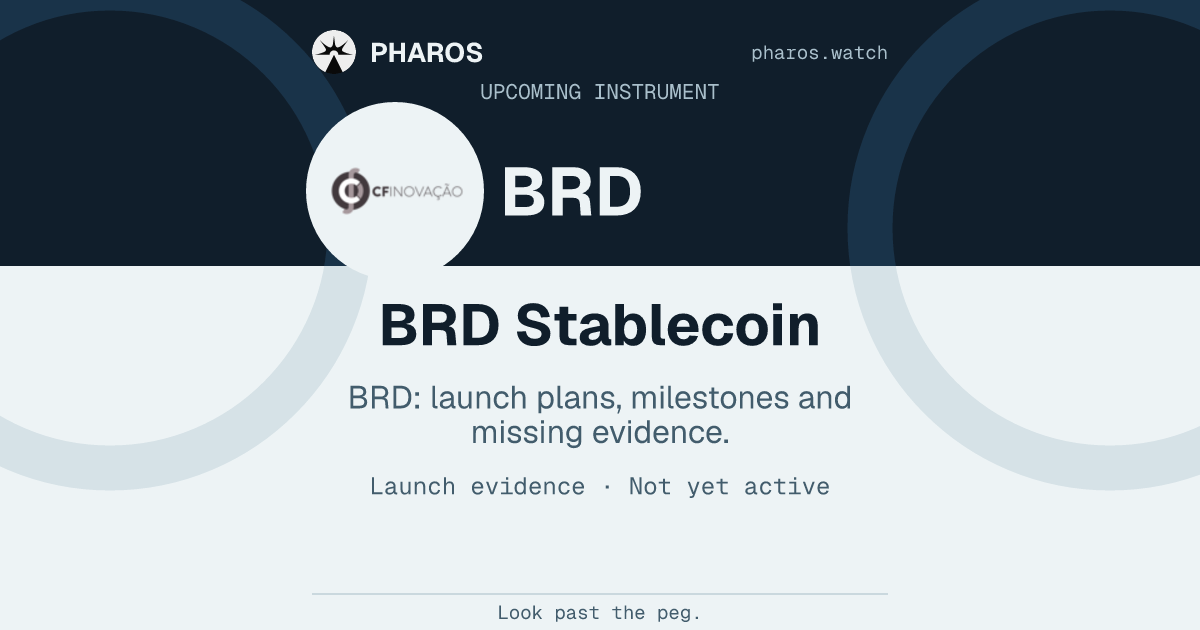 PHAROS
pharos.watch
UPCOMING INSTRUMENT
CFINOVAÇÃO
BRD
BRD Stablecoin
BRD: launch plans, milestones and
missing evidence.
Launch evidence · Not yet active
Look past the peg.